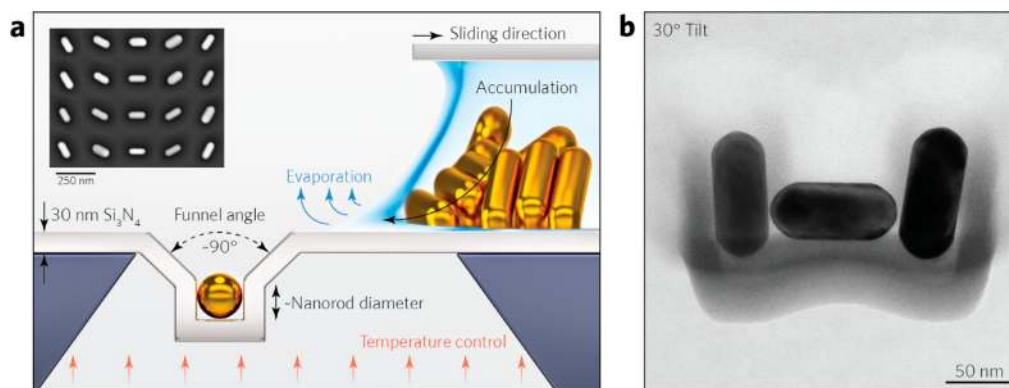 a
Sliding direction
Accumulation
250 nm
Evaporation
30 nm Si₃N₄
Funnel angle
~90°
~Nanorod diameter
Temperature control
b
30° Tilt
50 nm